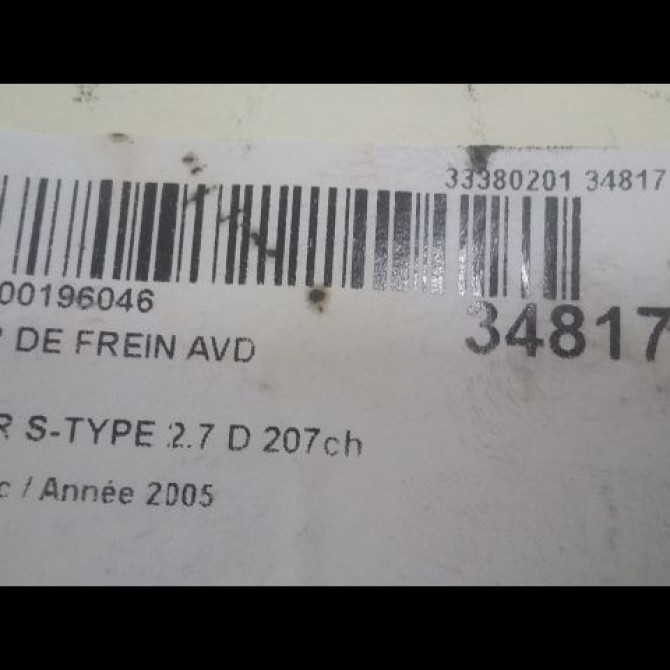 33380201 34817
00196046
34817
DE FREIN AVD
R S-TYPE 2.7 D 207ch
c / Année 2005